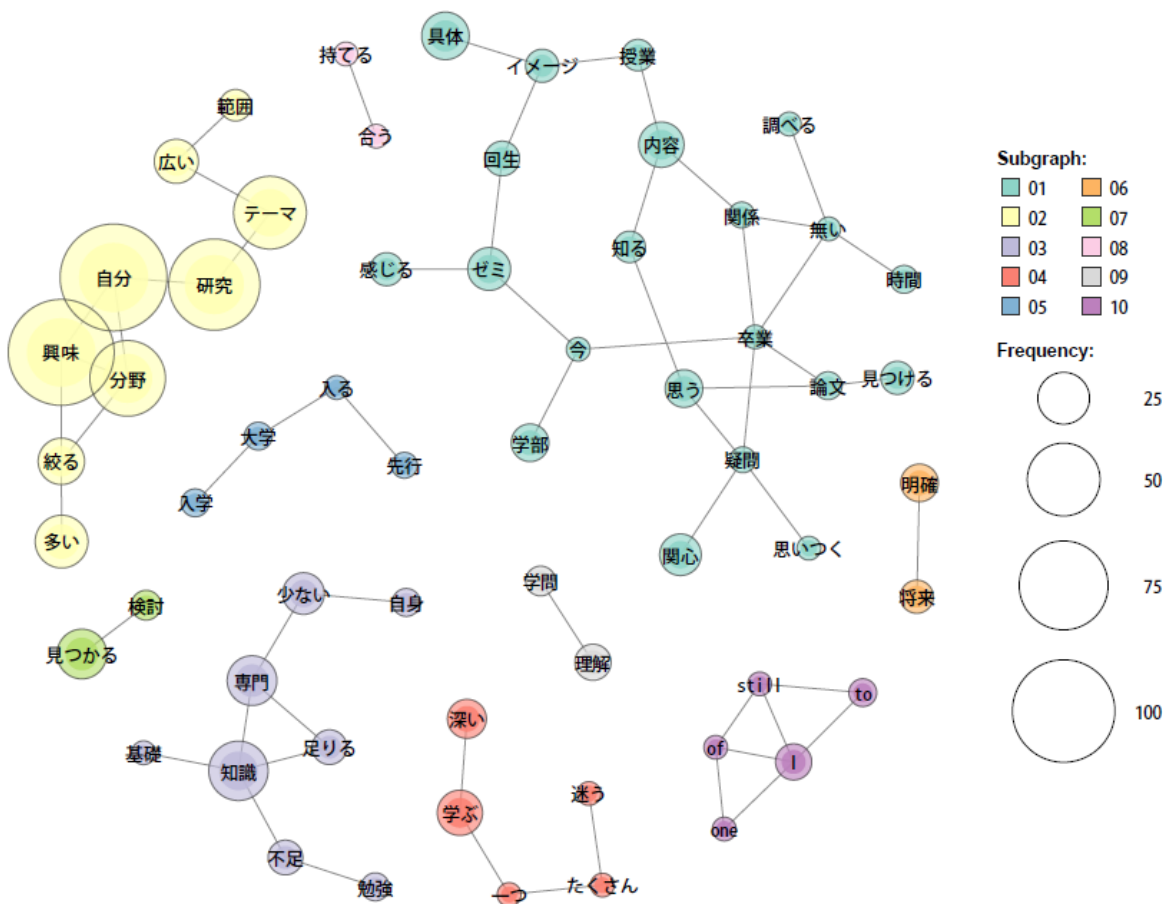 具体
持てる
イメージ
授業
範囲
調べる
合う
内容
広い
回生
テーマ
関係
無い
知る
感じる
ゼミ
自分
研究
時間
卒業
今
興味
分野
見つける
論文
思う
入る
大学
学部
絞る
疑問
先行
明確
入学
多い
関心
思いつく
学問
少ない
自身
検討
将来
見つかる
理解
専門
still
to
深い
足りる
of
基礎
知識
I
迷う
学ぶ
one
不足
勉強
たくさん
一つ
Subgraph:
01 06
02 07
03 08
04 09
05 10
Frequency:
25
50
75
100